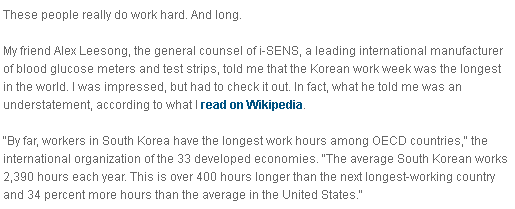 These people really do work hard. And long.
My friend Alex Leesong, the general counsel of i-SENS, a leading international manufacturer
of blood glucose meters and test strips, told me that the Korean work week was the longest
in the world. I was impressed, but had to check it out. In fact, what he told me was an
understatement, according to what I read on Wikipedia.
"By far, workers in South Korea have the longest work hours among OECD countries," the
international organization of the 33 developed economies. "The average South Korean works
2,390 hours each year. This is over 400 hours longer than the next longest-working country
and 34 percent more hours than the average in the United States."